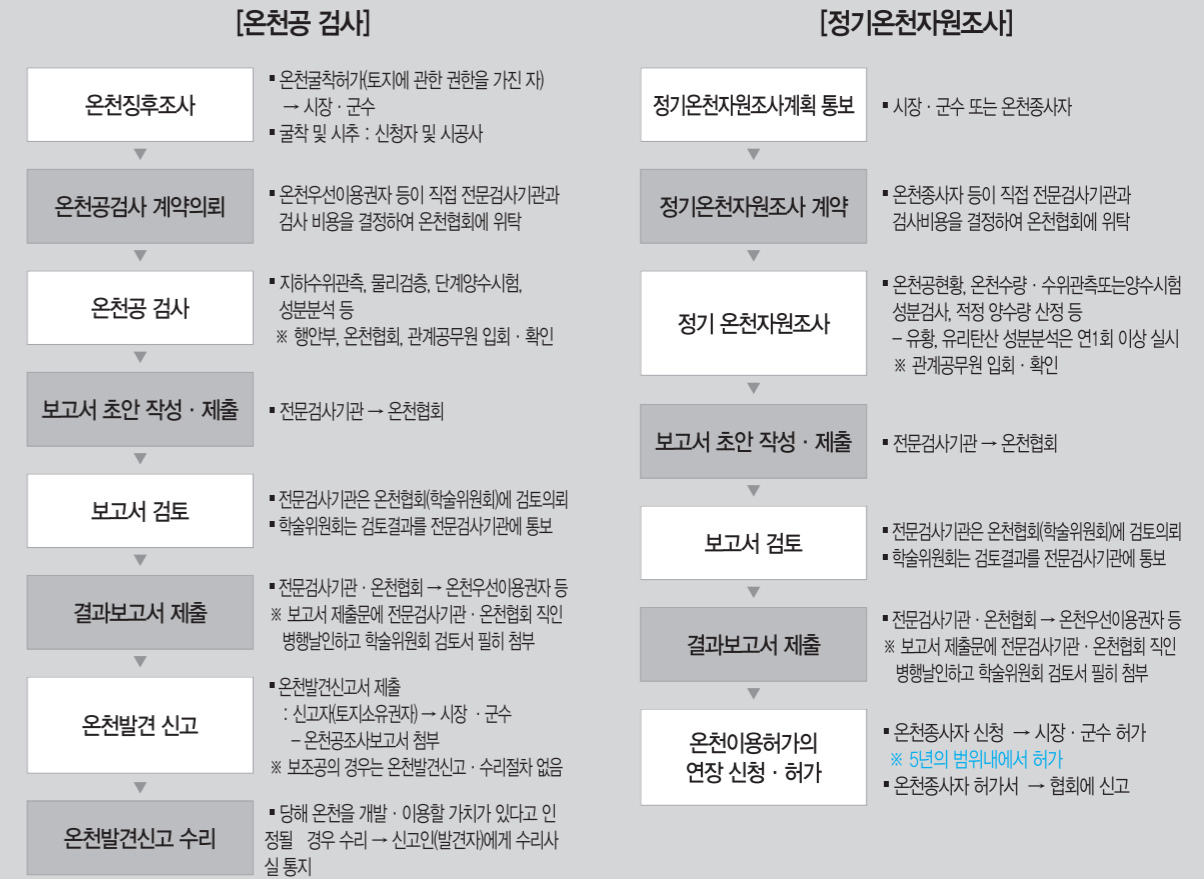 [온천공 검사]
온천징후조사
▪ 온천굴착허가(토지에 관한 권한을 가진 자)
→ 시장 · 군수
▪ 굴착 및 시추 : 신청자 및 시공사
▼
온천공검사 계약의뢰
▪ 온천우선이용권자 등이 직접 전문검사기관과
검사 비용을 결정하여 온천협회에 위탁
▼
온천공 검사
▪ 지하수위관측, 물리검층, 단계양수시험,
성분분석 등
※ 행안부, 온천협회, 관계공무원 입회 · 확인
▼
보고서 초안 작성 · 제출
▪ 전문검사기관 → 온천협회
▼
보고서 검토
▪ 전문검사기관은 온천협회(학술위원회)에 검토의뢰
▪ 학술위원회는 검토결과를 전문검사기관에 통보
▼
결과보고서 제출
▪ 전문검사기관 · 온천협회 → 온천우선이용권자 등
※ 보고서 제출문에 전문검사기관 · 온천협회 직인
병행날인하고 학술위원회 검토서 필히 첨부
▼
온천발견 신고
▪ 온천발견신고서 제출
: 신고자(토지소유권자) → 시장 · 군수
– 온천공조사보고서 첨부
※ 보조공의 경우는 온천발견신고 · 수리절차 없음
▼
온천발견신고 수리
▪ 당해 온천을 개발 · 이용할 가치가 있다고 인
정될 경우 수리 → 신고인(발견자)에게 수리사
실 통지
[정기온천자원조사]
정기온천자원조사계획 통보
▪ 시장 · 군수 또는 온천종사자
▼
정기온천자원조사 계약
▪ 온천종사자 등이 직접 전문검사기관과
검사비용을 결정하여 온천협회에 위탁
▼
정기 온천자원조사
▪ 온천공현황, 온천수량 · 수위관측또는양수시험
성분검사, 적정 양수량 산정 등
– 유황, 유리탄산 성분분석은 연1회 이상 실시
※ 관계공무원 입회 · 확인
▼
보고서 초안 작성 · 제출
▪ 전문검사기관 → 온천협회
▼
보고서 검토
▪ 전문검사기관은 온천협회(학술위원회)에 검토의뢰
▪ 학술위원회는 검토결과를 전문검사기관에 통보
▼
결과보고서 제출
▪ 전문검사기관 · 온천협회 → 온천우선이용권자 등
※ 보고서 제출문에 전문검사기관 · 온천협회 직인
병행날인하고 학술위원회 검토서 필히 첨부
▼
온천이용허가의
연장 신청 · 허가
▪ 온천종사자 신청 → 시장 · 군수 허가
※ 5년의 범위내에서 허가
▪ 온천종사자 허가서 → 협회에 신고